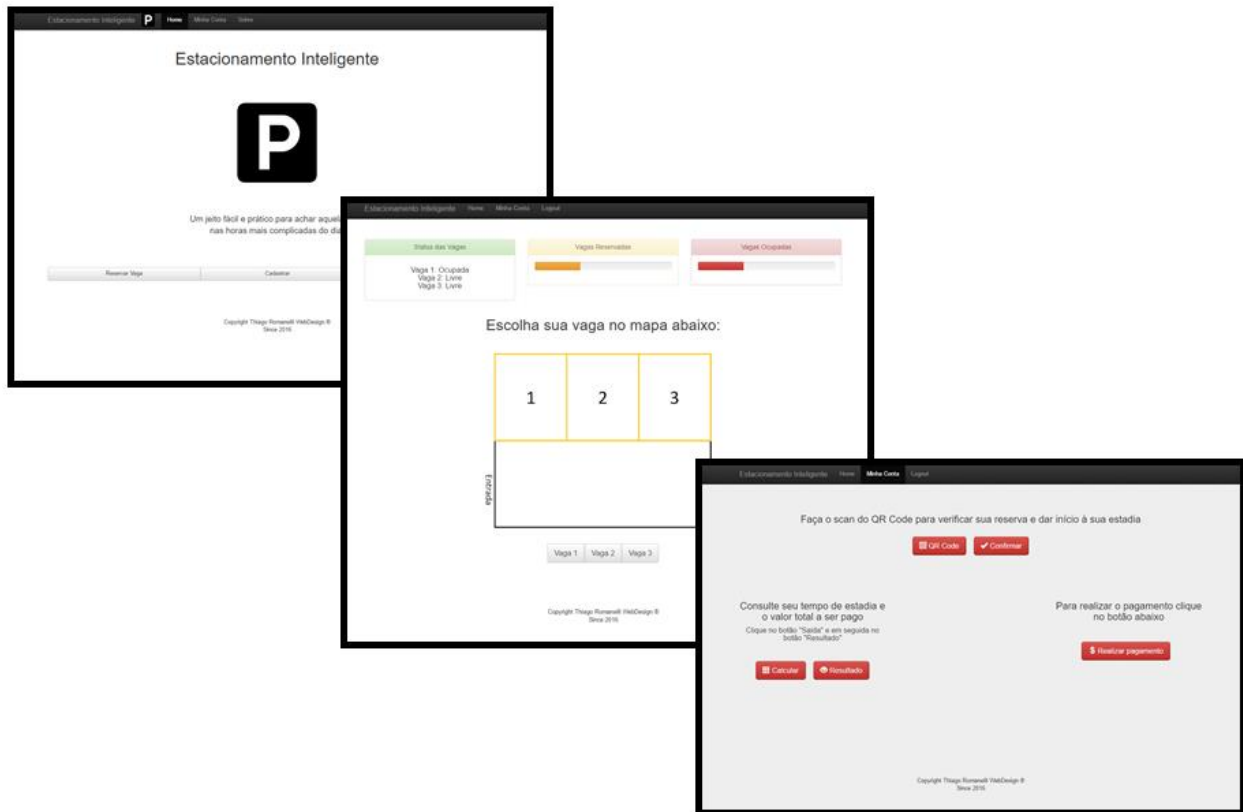 Estacionamento Inteligente P Home Minha Conta Sobre
Estacionamento Inteligente
P
Um jeito fácil e prático para achar aquela
nas horas mais complicadas do dia
Reservar Vaga Cadastrar
Copyright Thiago Romanelli WebDesign ®
Since 2016
Estacionamento Inteligente Home Minha Conta Logout
Status das Vagas Vagas Reservadas Vagas Ocupadas
Vaga 1: Ocupada
Vaga 2: Livre
Vaga 3: Livre
Escolha sua vaga no mapa abaixo:
1 2 3
Entrada
Vaga 1 Vaga 2 Vaga 3
Copyright Thiago Romanelli WebDesign ®
Since 2016
Estacionamento Inteligente Home Minha Conta Logout
Faça o scan do QR Code para verificar sua reserva e dar início à sua estadia
QR Code Confirmar
Consulte seu tempo de estadia e
o valor total a ser pago
Clique no botão "Saída" e em seguida no
botão "Resultado"
Calcular Resultado
Para realizar o pagamento clique
no botão abaixo
$ Realizar pagamento
Copyright Thiago Romanelli WebDesign ®
Since 2016